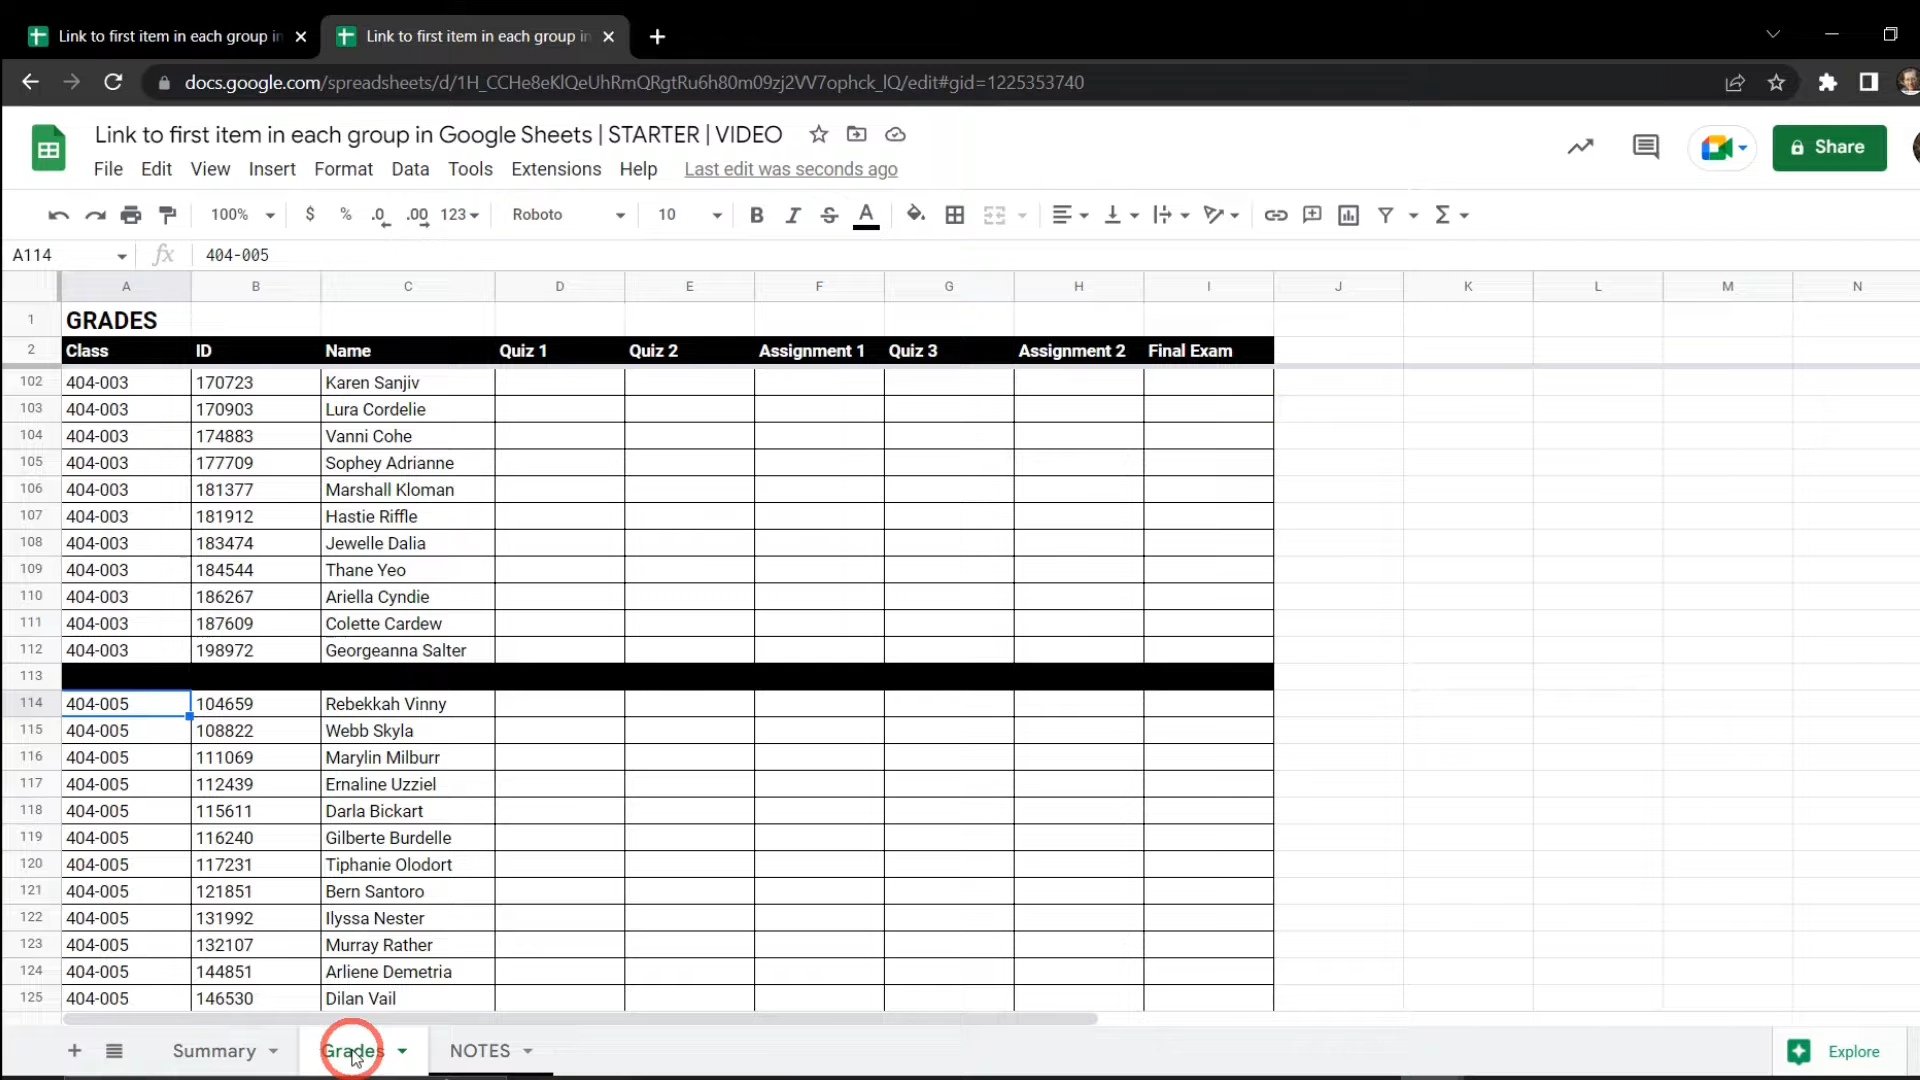 Link to first item in each group in
Link to first item in each group in
docs.google.com/spreadsheets/d/1H_CCHe8eKlQeUhRmQRgtRu6h80m09zj2VV7ophck_lQ/edit#gid=1225353740
Link to first item in each group in Google Sheets | STARTER | VIDEO
File Edit View Insert Format Data Tools Extensions Help Last edit was seconds ago
Share
100% $ % .0 .00 123 Roboto 10 B I S A Σ
A114 fx 404-005
A B C D E F G H I J K L M N
1 GRADES
2 Class ID Name Quiz 1 Quiz 2 Assignment 1 Quiz 3 Assignment 2 Final Exam
102 404-003 170723 Karen Sanjiv
103 404-003 170903 Lura Cordelie
104 404-003 174883 Vanni Cohe
105 404-003 177709 Sophey Adrianne
106 404-003 181377 Marshall Kloman
107 404-003 181912 Hastie Riffle
108 404-003 183474 Jewelle Dalia
109 404-003 184544 Thane Yeo
110 404-003 186267 Ariella Cyndie
111 404-003 187609 Colette Cardew
112 404-003 198972 Georgeanna Salter
113
114 404-005 104659 Rebekkah Vinny
115 404-005 108822 Webb Skyla
116 404-005 111069 Marylin Milburr
117 404-005 112439 Ernaline Uzziel
118 404-005 115611 Darla Bickart
119 404-005 116240 Gilberte Burdelle
120 404-005 117231 Tiphanie Olodort
121 404-005 121851 Bern Santoro
122 404-005 131992 Ilyssa Nester
123 404-005 132107 Murray Rather
124 404-005 144851 Arliene Demetria
125 404-005 146530 Dilan Vail
Summary Grades NOTES Explore